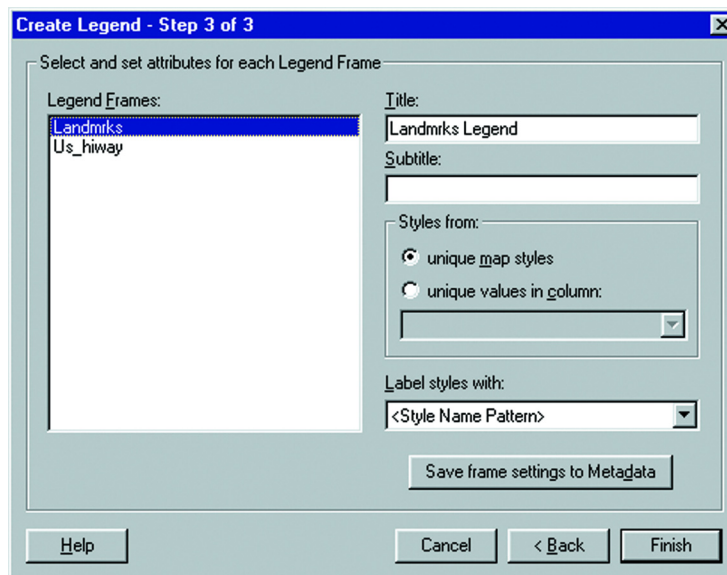 Create Legend - Step 3 of 3
Select and set attributes for each Legend Frame
Legend Frames:
Landmrks
Us_hiway
Title:
Landmrks Legend
Subtitle:
Styles from:
unique map styles
unique values in column:
Label styles with:
<Style Name Pattern>
Save frame settings to Metadata
Help
Cancel
< Back
Finish